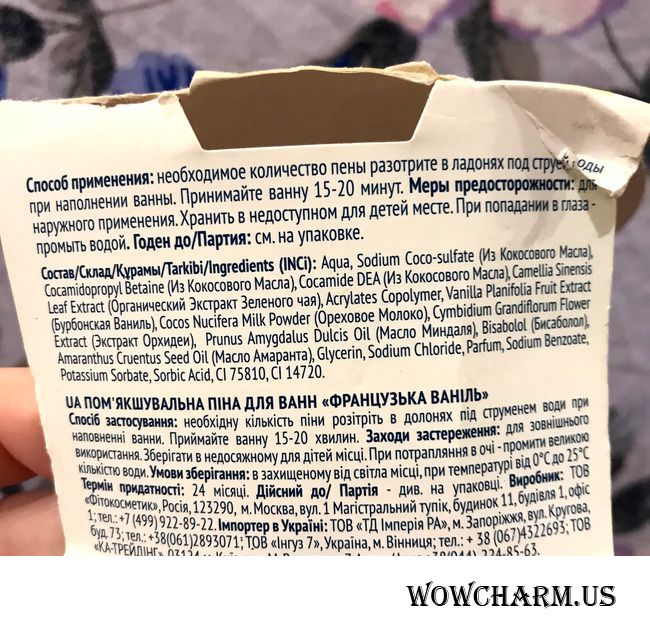 Способ применения: необходимое количество пены разотрите в ладонях под струей оды
при наполнении ванны. Принимайте ванну 15-20 минут. Меры предосторожности: для
наружного применения. Хранить в недоступном для детей месте. При попадании в глаза -
промыть водой. Годен до/Партия: см. на упаковке.
Состав/Склад/Құрамы/Tarkibi/Ingredients (INCi): Aqua, Sodium Coco-sulfate (Из Кокосового Масла),
Cocamidopropyl Betaine (Из Кокосового Масла), Cocamide DEA (Из Кокосового Масла), Camellia Sinensis
Leaf Extract (Органический Экстракт Зеленого чая), Acrylates Copolymer, Vanilla Planifolia Fruit Extract
(Бурбонская Ваниль), Cocos Nucifera Milk Powder (Ореховое Молоко), Cymbidium Grandiflorum Flower
Extract (Экстракт Орхидеи), Prunus Amygdalus Dulcis Oil (Масло Миндаля), Bisabolol (Бисаболол),
Amaranthus Cruentus Seed Oil (Масло Амаранта), Glycerin, Sodium Chloride, Parfum, Sodium Benzoate,
Potassium Sorbate, Sorbic Acid, CI 75810, CI 14720.
UA ПОМ'ЯКШУВАЛЬНА ПІНА ДЛЯ ВАНН «ФРАНЦУЗЬКА ВАНІЛЬ»
Спосіб застосування: необхідну кількість піни розітріть в долонях під струменем води при
наповненні ванни. Приймайте ванну 15-20 хвилин. Заходи застереження: для зовнішнього
використання. Зберігати в недосяжному для дітей місці. При потраплянні в очі - промити великою
кількістю води. Умови зберігання: в захищеному від світла місці, при температурі від 0°С до 25°С
Термін придатності: 24 місяці. Дійсний до/ Партія - див. на упаковці. Виробник: ТОВ
«Фітокосметик», Росія, 123290, м. Москва, вул. 1 Магістральний тупік, будинок 11, будівля 1, офіс
1; тел.: +7 (499) 922-89-22. Імпортер в Україні: ТОВ «ТД Імперія РА», м. Запоріжжя, вул. Кругова,
буд. 73; тел.: +38(061)2893071; ТОВ «Інгуз 7», Україна, м. Вінниця; тел.: + 38 (067)4322693; ТОВ
«КА-ТРЕЙДІНГ» 03124 224-85-63.
WOWCHARM.US